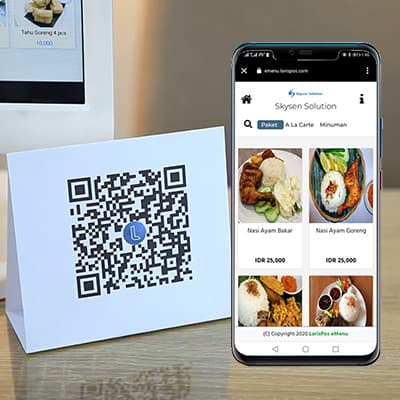 Tahu Goreng 4 pcs
10,000
L
emenu.larispos.com
Skysen Solution
Skysen Solution
Paket
A La Carte
Minuman
Nasi Ayam Bakar
Nasi Ayam Goreng
IDR 25,000
IDR 25,000
(C) Copyright 2020 LarisPos eMenu